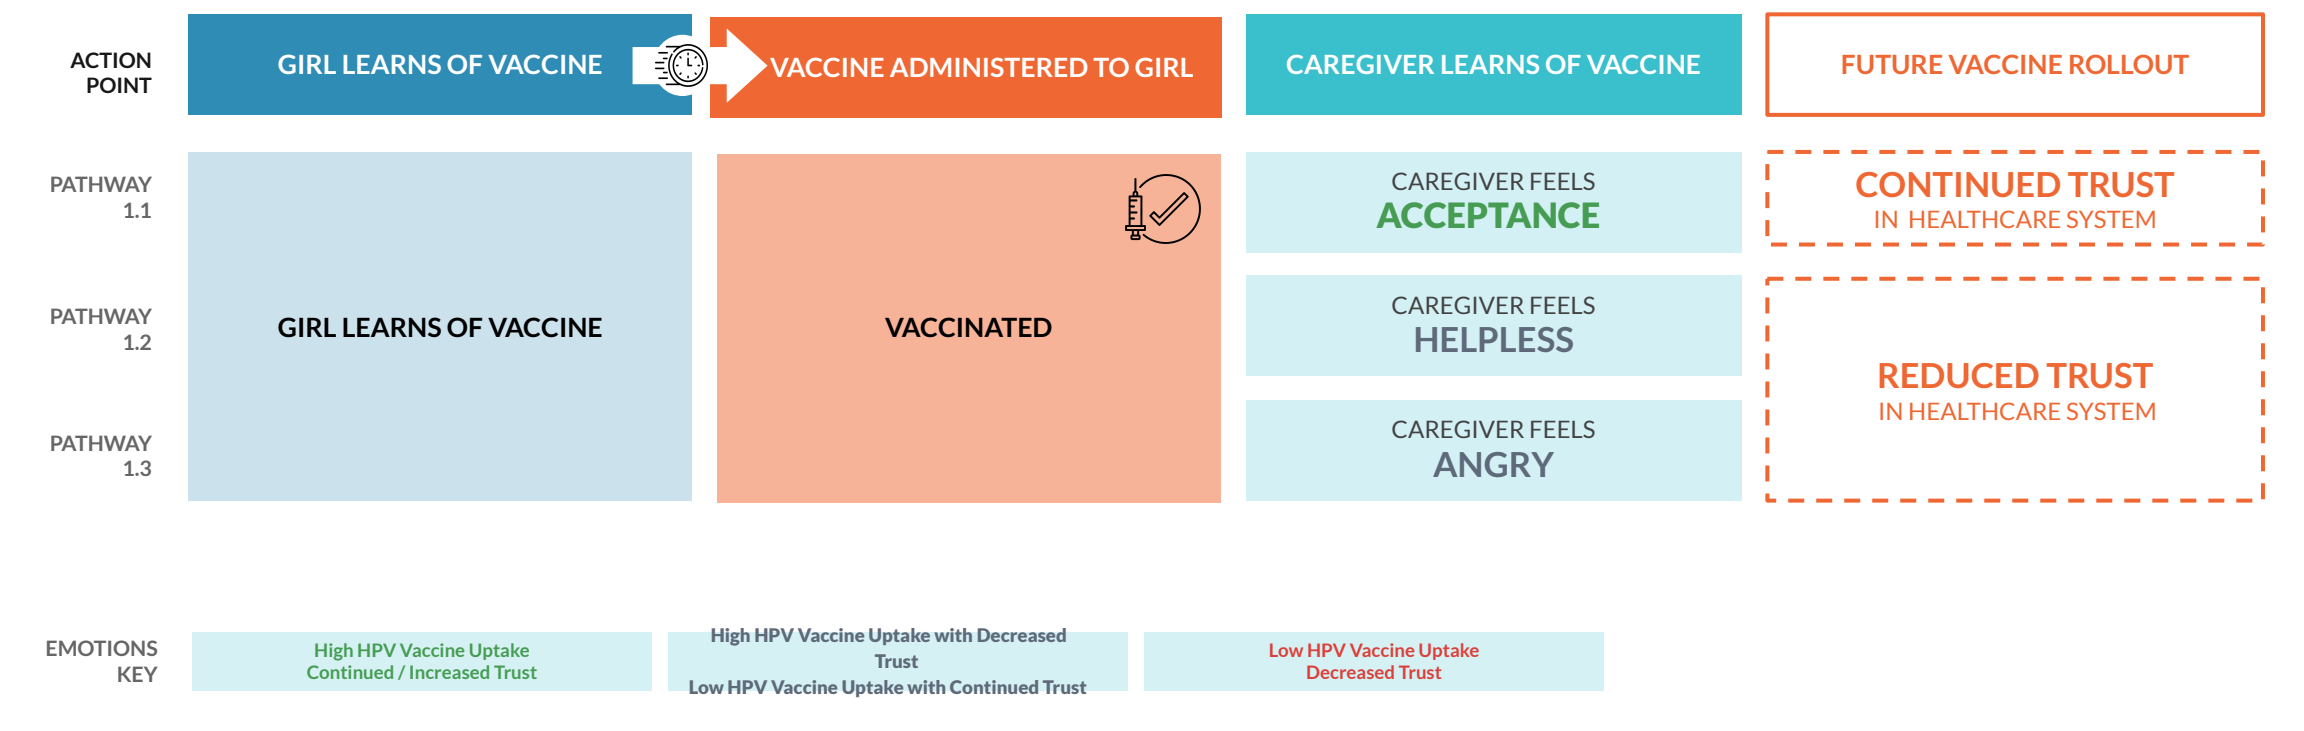 ACTION
POINT
GIRL LEARNS OF VACCINE
VACCINE ADMINISTERED TO GIRL
CAREGIVER LEARNS OF VACCINE
FUTURE VACCINE ROLLOUT
PATHWAY
1.1
PATHWAY
1.2
PATHWAY
1.3
GIRL LEARNS OF VACCINE
VACCINATED
CAREGIVER FEELS
ACCEPTANCE
CAREGIVER FEELS
HELPLESS
CAREGIVER FEELS
ANGRY
CONTINUED TRUST
IN HEALTHCARE SYSTEM
REDUCED TRUST
IN HEALTHCARE SYSTEM
EMOTIONS
KEY
High HPV Vaccine Uptake
Continued / Increased Trust
High HPV Vaccine Uptake with Decreased
Trust
Low HPV Vaccine Uptake with Continued Trust
Low HPV Vaccine Uptake
Decreased Trust